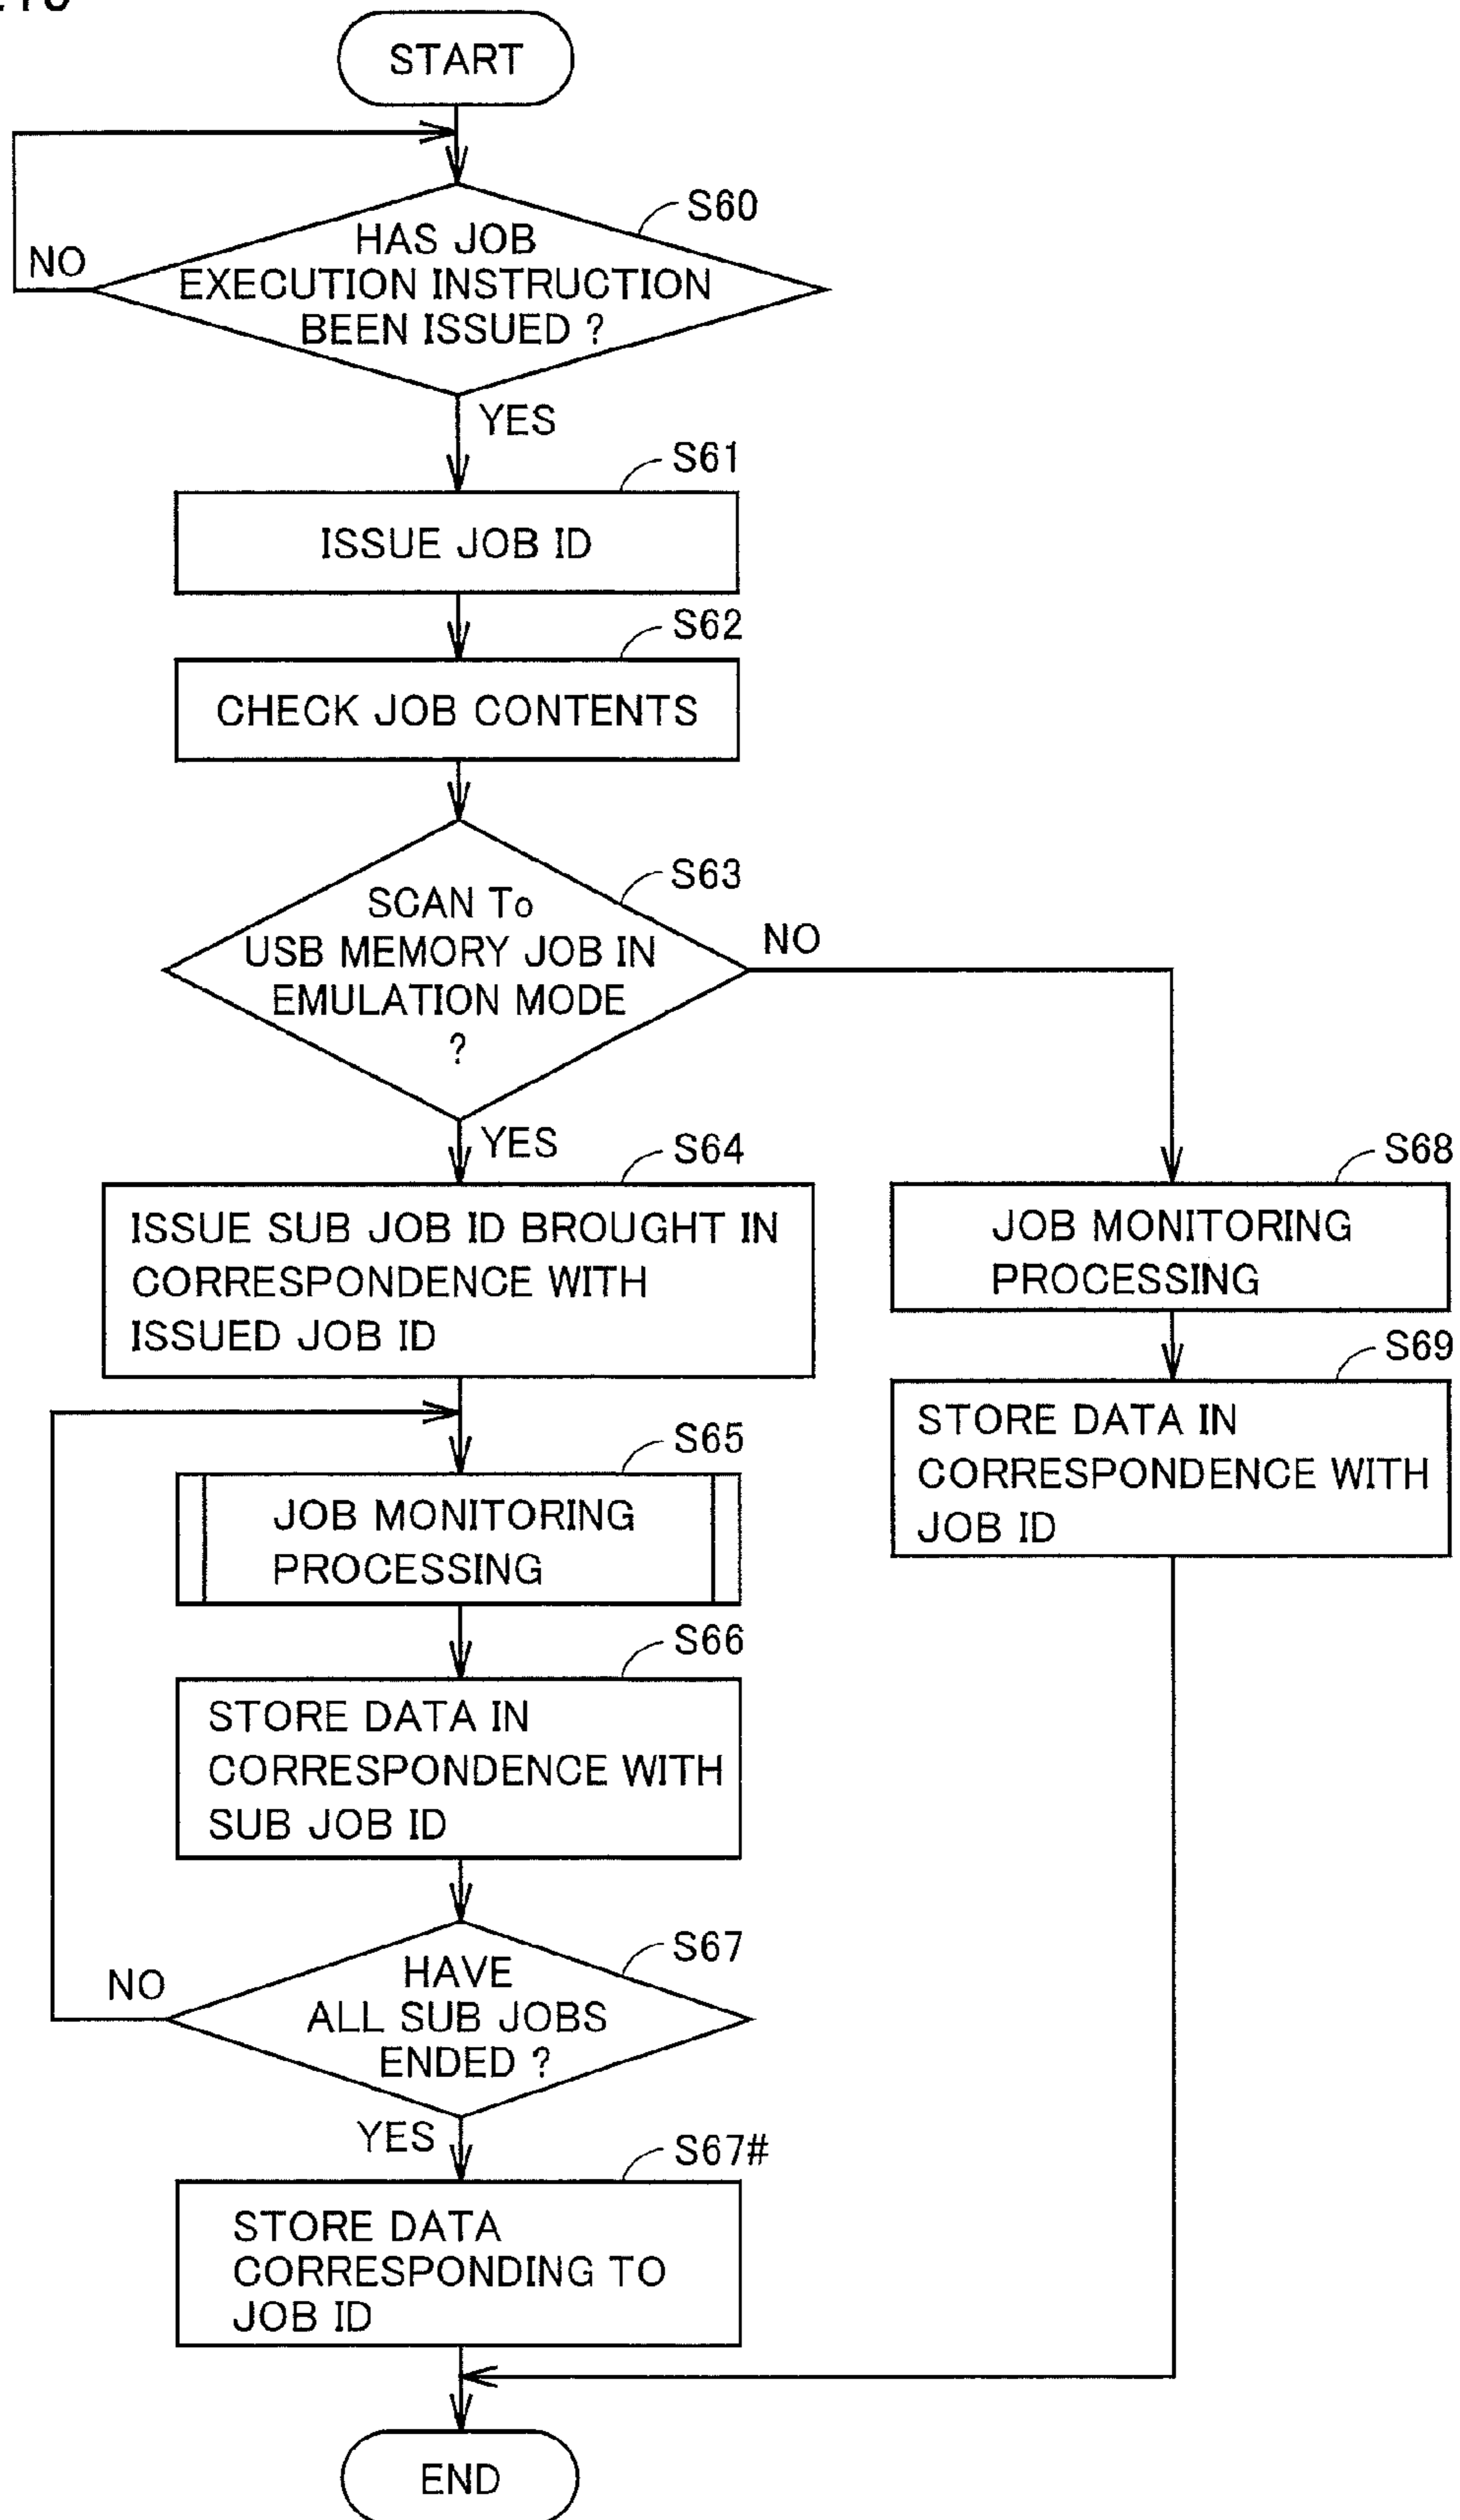 START
S60
HAS JOB
EXECUTION INSTRUCTION
BEEN ISSUED ?
NO
YES
S61
ISSUE JOB ID
S62
CHECK JOB CONTENTS
S63
SCAN To
USB MEMORY JOB IN
EMULATION MODE
?
NO
YES
S64
ISSUE SUB JOB ID BROUGHT IN
CORRESPONDENCE WITH
ISSUED JOB ID
S68
JOB MONITORING
PROCESSING
S69
STORE DATA IN
CORRESPONDENCE WITH
JOB ID
S65
JOB MONITORING
PROCESSING
S66
STORE DATA IN
CORRESPONDENCE WITH
SUB JOB ID
S67
HAVE
ALL SUB JOBS
ENDED ?
NO
YES
S67#
STORE DATA
CORRESPONDING TO
JOB ID
END